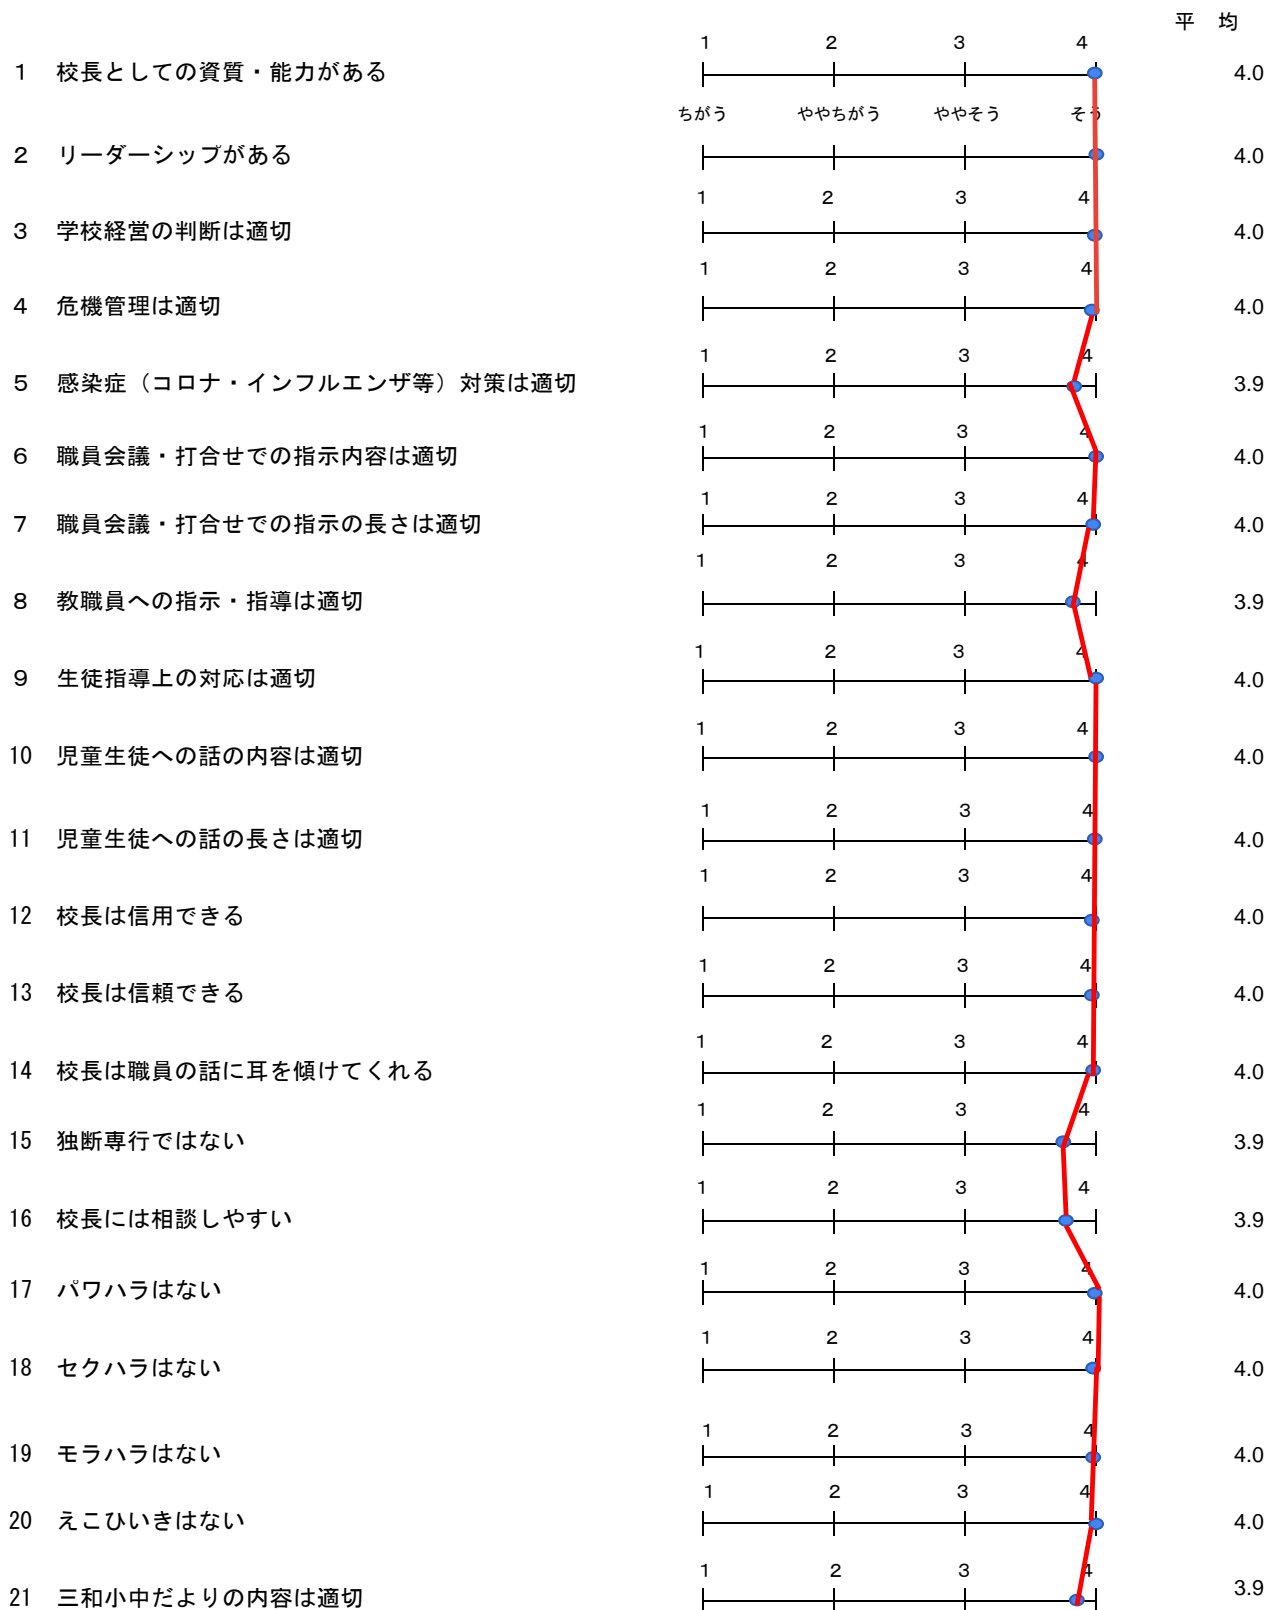 平　均
1 2 3 4
1 校長としての資質・能力がある 4.0
ちがう ややちがう ややそう そう
2 リーダーシップがある 4.0
1 2 3 4
3 学校経営の判断は適切 4.0
1 2 3 4
4 危機管理は適切 4.0
1 2 3 4
5 感染症（コロナ・インフルエンザ等）対策は適切 3.9
1 2 3 4
6 職員会議・打合せでの指示内容は適切 4.0
1 2 3 4
7 職員会議・打合せでの指示の長さは適切 4.0
1 2 3 4
8 教職員への指示・指導は適切 3.9
1 2 3 4
9 生徒指導上の対応は適切 4.0
1 2 3 4
10 児童生徒への話の内容は適切 4.0
1 2 3 4
11 児童生徒への話の長さは適切 4.0
1 2 3 4
12 校長は信用できる 4.0
1 2 3 4
13 校長は信頼できる 4.0
1 2 3 4
14 校長は職員の話に耳を傾けてくれる 4.0
1 2 3 4
15 独断専行ではない 3.9
1 2 3 4
16 校長には相談しやすい 3.9
1 2 3 4
17 パワハラはない 4.0
1 2 3 4
18 セクハラはない 4.0
1 2 3 4
19 モラハラはない 4.0
1 2 3 4
20 えこひいきはない 4.0
1 2 3 4
21 三和小中だよりの内容は適切 3.9